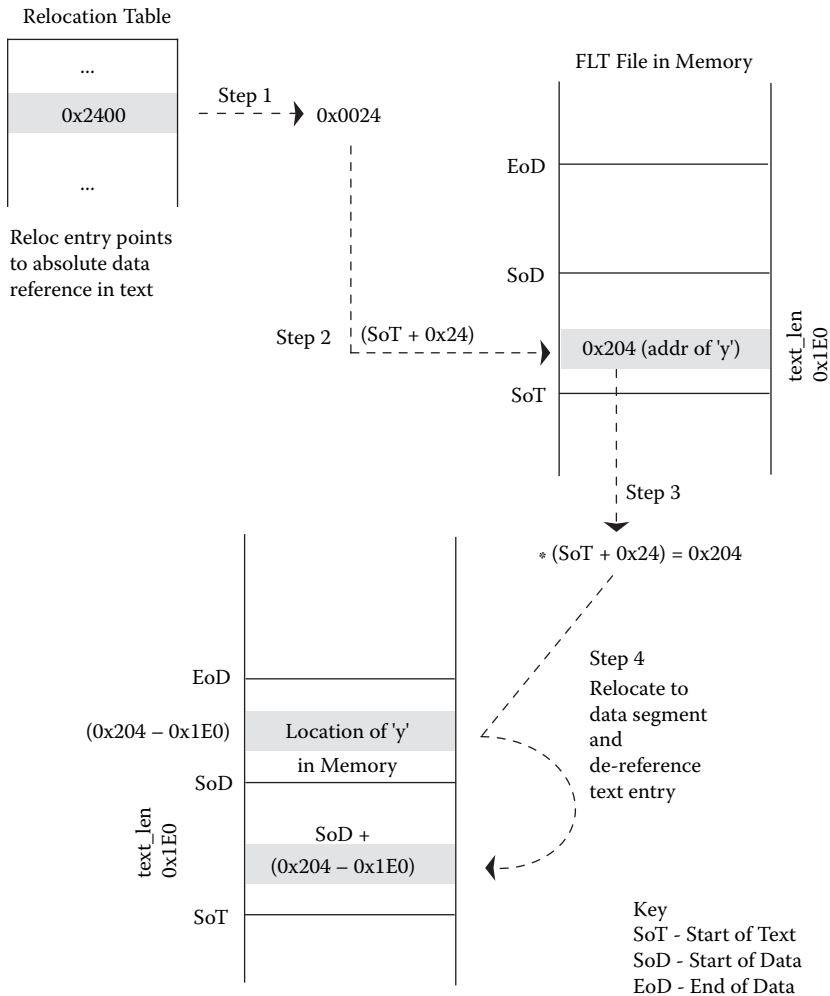 Relocation Table
...
0x2400
...
Reloc entry points
to absolute data
reference in text
Step 1
0x0024
Step 2
(SoT + 0x24)
FLT File in Memory
EoD
SoD
0x204 (addr of 'y')
SoT
text_len
0x1E0
Step 3
* (SoT + 0x24) = 0x204
Step 4
Relocate to
data segment
and
de-reference
text entry
EoD
(0x204 – 0x1E0)
Location of 'y'
in Memory
SoD
text_len
0x1E0
SoD +
(0x204 – 0x1E0)
SoT
Key
SoT - Start of Text
SoD - Start of Data
EoD - End of Data